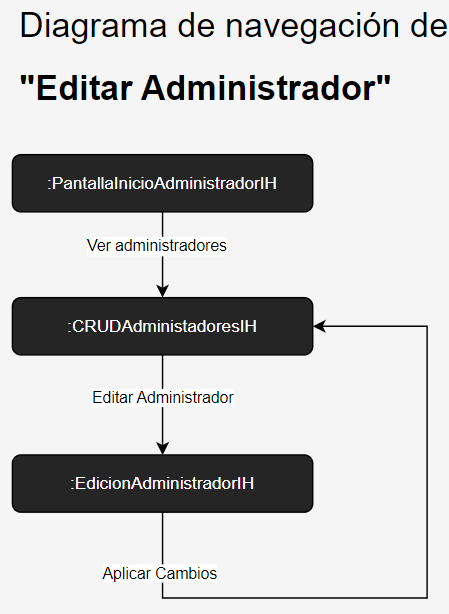 Diagrama de navegación de
"Editar Administrador"
:PantallaInicioAdministradorIH
Ver administradores
:CRUDAdministadoresIH
Editar Administrador
:EdicionAdministradorIH
Aplicar Cambios